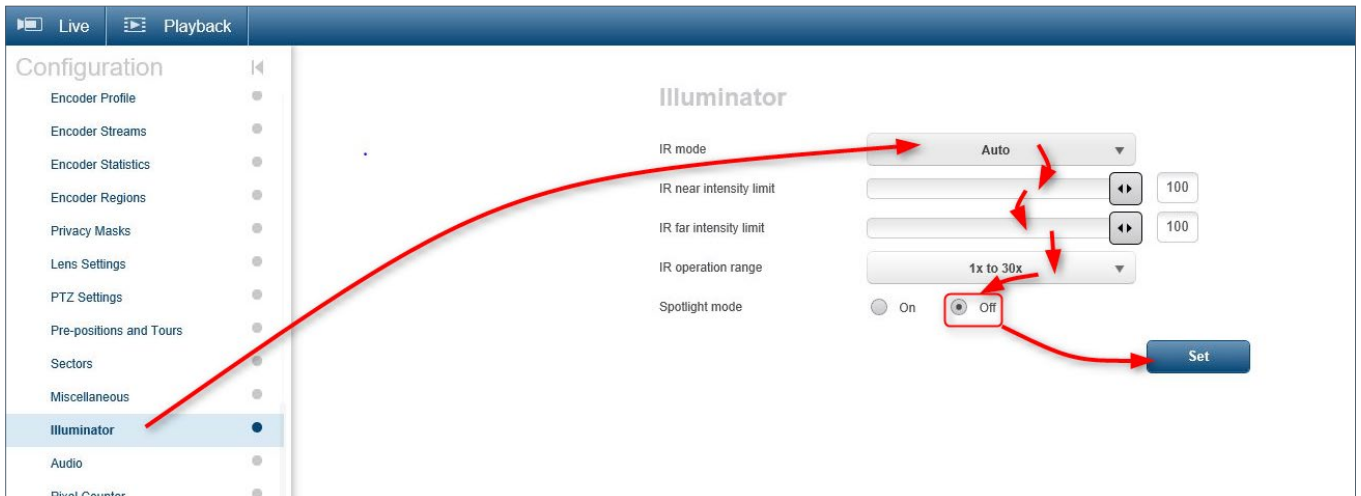 Live Playback
Configuration
Encoder Profile
Encoder Streams
Encoder Statistics
Encoder Regions
Privacy Masks
Lens Settings
PTZ Settings
Pre-positions and Tours
Sectors
Miscellaneous
Illuminator
Audio
Pixel Counter
Illuminator
IR mode Auto
IR near intensity limit 100
IR far intensity limit 100
IR operation range 1x to 30x
Spotlight mode On Off
Set